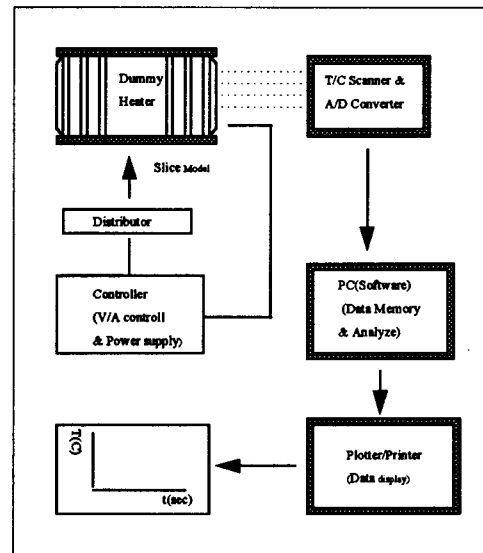 Dummy
Heater
T/C Scanner &
A/D Converter
Slice Model
Distributor
Controller
(V/A controll
& Power supply)
PC(Software)
(Data Memory
& Analyze)
Plotter/Printer
(Data display)
T(C)
t(sec)